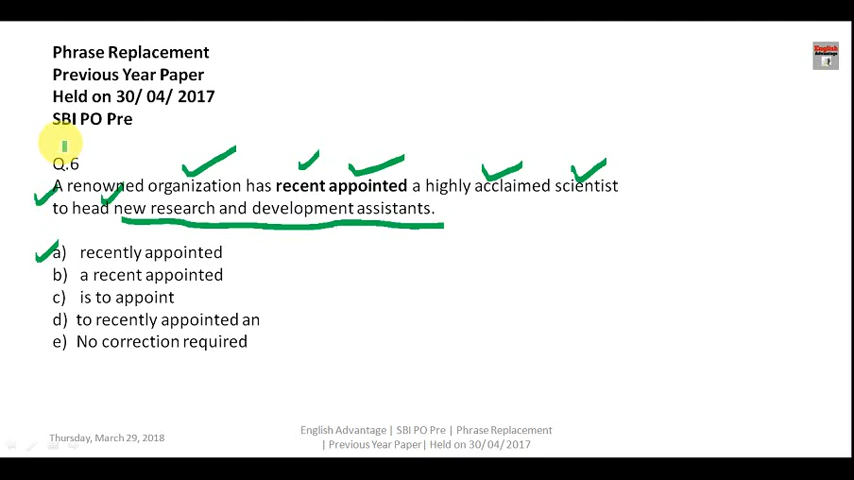 Phrase Replacement
Previous Year Paper
Held on 30/ 04/ 2017
SBI PO Pre
English
Advantage
Q.6
A renowned organization has recent appointed a highly acclaimed scientist
to head new research and development assistants.
a) recently appointed
b) a recent appointed
c) is to appoint
d) to recently appointed an
e) No correction required
Thursday, March 29, 2018
English Advantage | SBI PO Pre | Phrase Replacement
| Previous Year Paper| Held on 30/ 04/ 2017